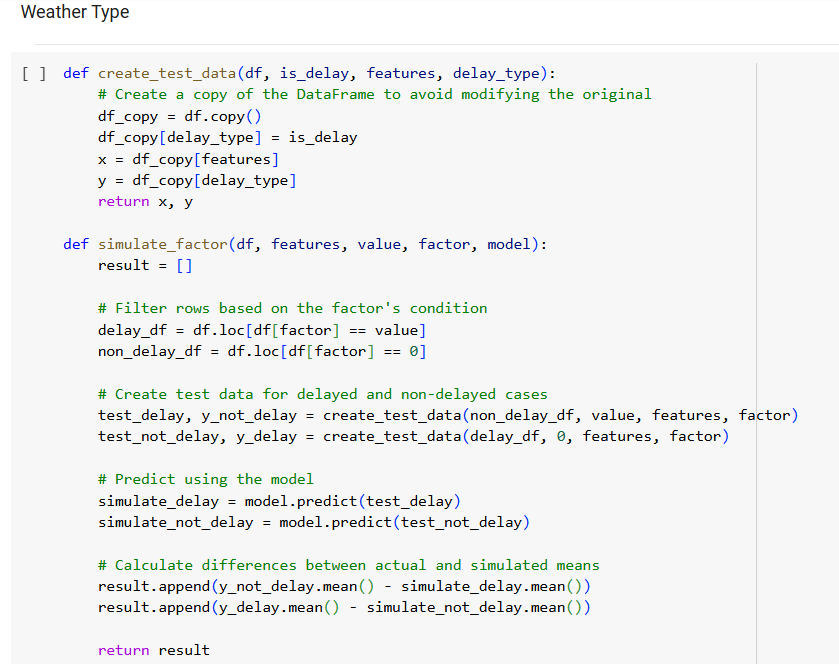 Weather Type
[ ] def create_test_data(df, is_delay, features, delay_type):
# Create a copy of the DataFrame to avoid modifying the original
df_copy = df.copy()
df_copy[delay_type] = is_delay
x = df_copy[features]
y = df_copy[delay_type]
return x, y
def simulate_factor(df, features, value, factor, model):
result = []
# Filter rows based on the factor's condition
delay_df = df.loc[df[factor] == value]
non_delay_df = df.loc[df[factor] == 0]
# Create test data for delayed and non-delayed cases
test_delay, y_not_delay = create_test_data(non_delay_df, value, features, factor)
test_not_delay, y_delay = create_test_data(delay_df, 0, features, factor)
# Predict using the model
simulate_delay = model.predict(test_delay)
simulate_not_delay = model.predict(test_not_delay)
# Calculate differences between actual and simulated means
result.append(y_not_delay.mean() - simulate_delay.mean())
result.append(y_delay.mean() - simulate_not_delay.mean())
return result